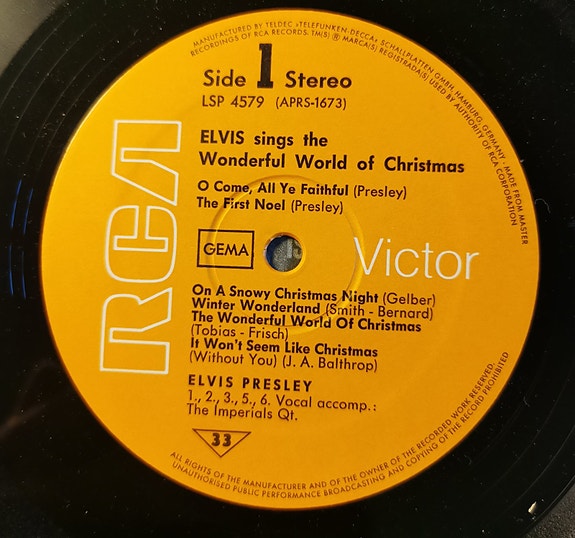 MANUFACTURED BY TELDEC »TELEFUNKEN-DECCA« SCHALLPLATTEN GMBH, HAMBURG, GERMANY · MADE FROM MASTER
RECORDINGS OF RCA RECORDS. TM(S) ® MARCA(S) REGISTRADA(S) USED BY AUTHORITY OF RCA CORPORATION
Side 1 Stereo
LSP 4579 (APRS-1673)
ELVIS sings the
Wonderful World of Christmas
O Come, All Ye Faithful (Presley)
The First Noel (Presley)
RCA
GEMA
Victor
On A Snowy Christmas Night (Gelber)
Winter Wonderland (Smith - Bernard)
The Wonderful World Of Christmas
(Tobias - Frisch)
It Won't Seem Like Christmas
(Without You) (J. A. Balthrop)
ELVIS PRESLEY
1., 2., 3., 5., 6. Vocal accomp.:
The Imperials Qt.
33
ALL RIGHTS OF THE MANUFACTURER AND OF THE OWNER OF THE RECORDED WORK RESERVED.
UNAUTHORISED PUBLIC PERFORMANCE BROADCASTING AND COPYING OF THE RECORD PROHIBITED